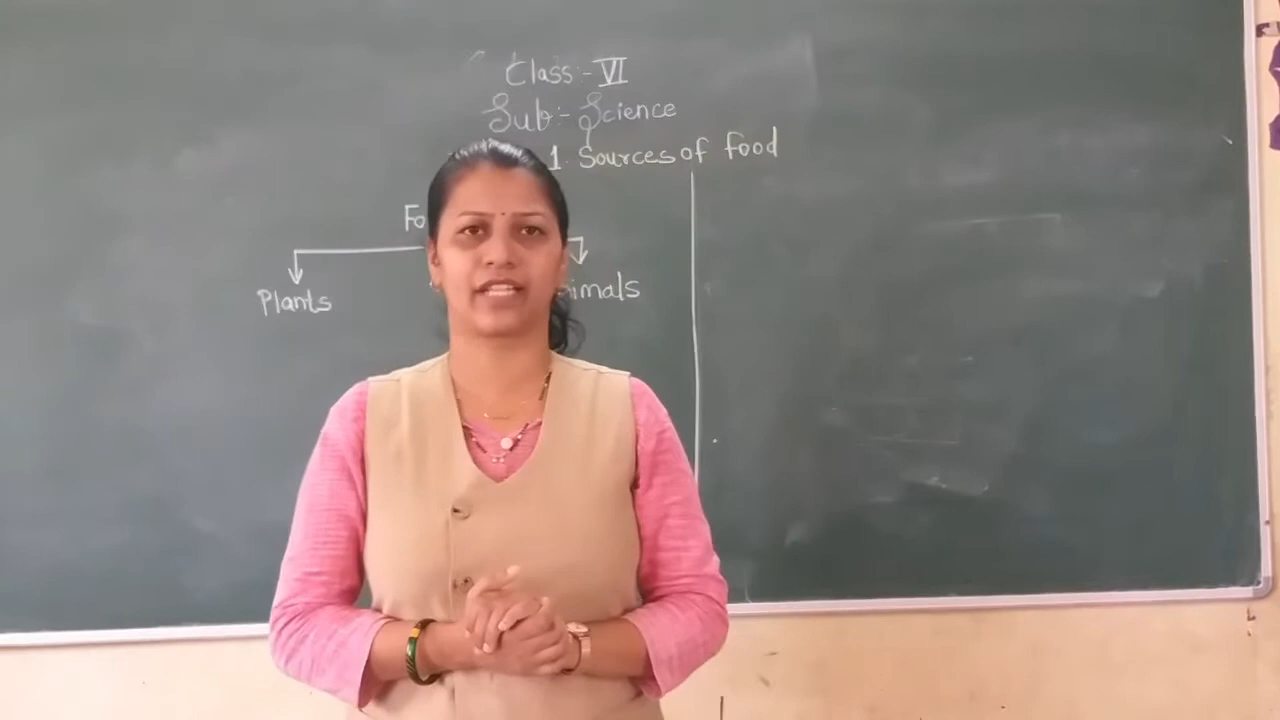 Class :- VI
Sub :- Science
1. Sources of food
Plants